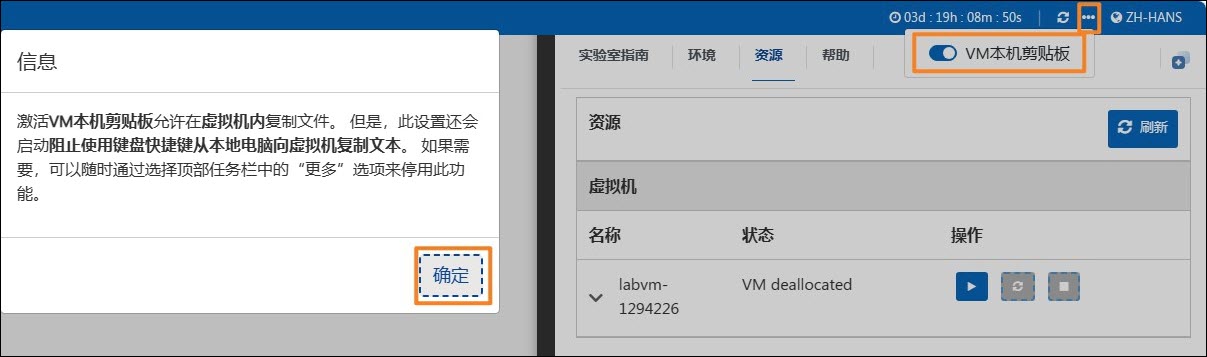 03d : 19h : 08m : 50s
ZH-HANS
信息
激活VM本机剪贴板允许在虚拟机内复制文件。 但是，此设置还会
启动阻止使用键盘快捷键从本地电脑向虚拟机复制文本。 如果需
要，可以随时通过选择顶部任务栏中的“更多”选项来停用此功
能。
确定
实验室指南 环境 资源 帮助
VM本机剪贴板
资源
刷新
虚拟机
名称 状态 操作
labvm- VM deallocated
1294226